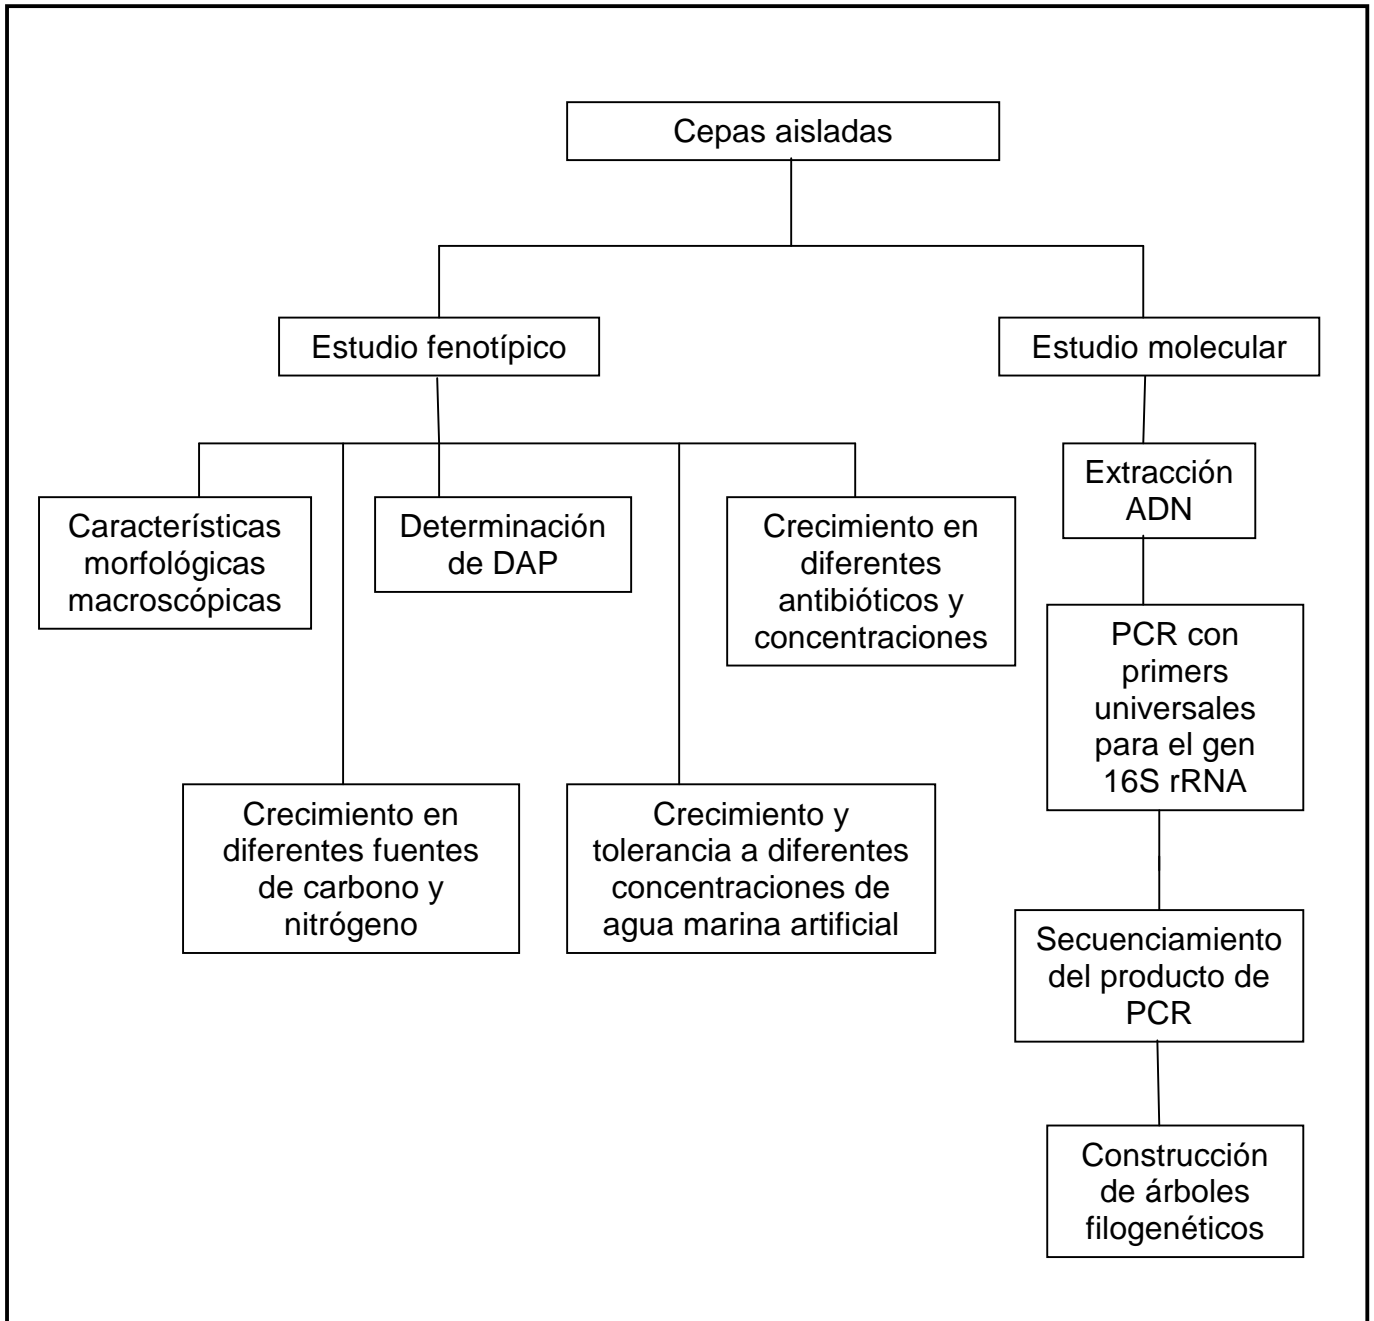 Cepas aisladas
Estudio fenotípico
Estudio molecular
Características
morfológicas
macroscópicas
Determinación
de DAP
Crecimiento en
diferentes
antibióticos y
concentraciones
Extracción
ADN
PCR con
primers
universales
para el gen
16S rRNA
Crecimiento en
diferentes fuentes
de carbono y
nitrógeno
Crecimiento y
tolerancia a diferentes
concentraciones de
agua marina artificial
Secuenciamiento
del producto de
PCR
Construcción
de árboles
filogenéticos